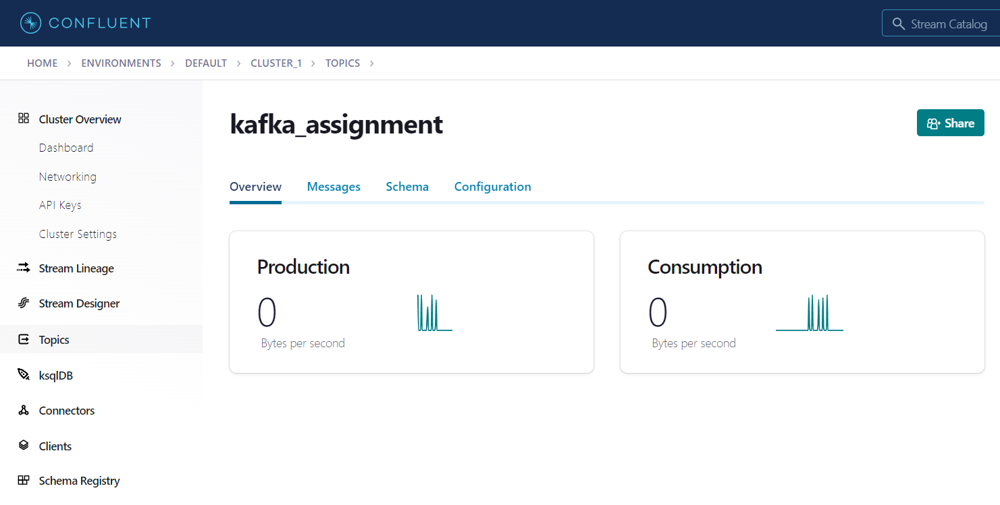 CONFLUENT
Stream Catalog
HOME > ENVIRONMENTS > DEFAULT > CLUSTER_1 > TOPICS >
Cluster Overview
Dashboard
Networking
API Keys
Cluster Settings
Stream Lineage
Stream Designer
Topics
ksqlDB
Connectors
Clients
Schema Registry
kafka_assignment
Share
Overview Messages Schema Configuration
Production
0
Bytes per second
Consumption
0
Bytes per second